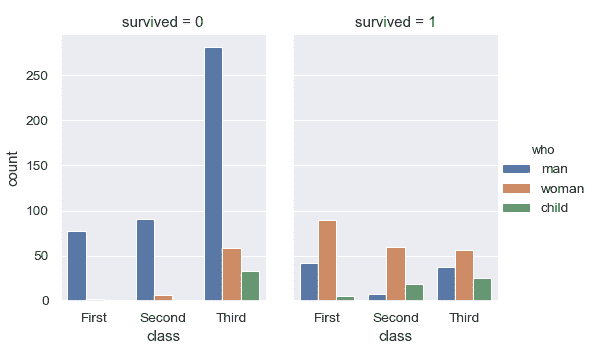 survived = 0
survived = 1
250
200
150
100
50
0
count
First Second Third
class
First Second Third
class
who
man
woman
child